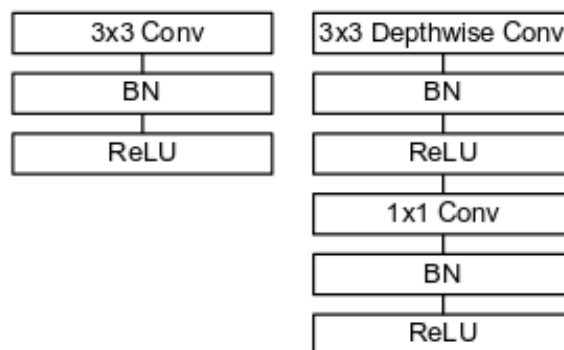 3x3 Conv
BN
ReLU
3x3 Depthwise Conv
BN
ReLU
1x1 Conv
BN
ReLU